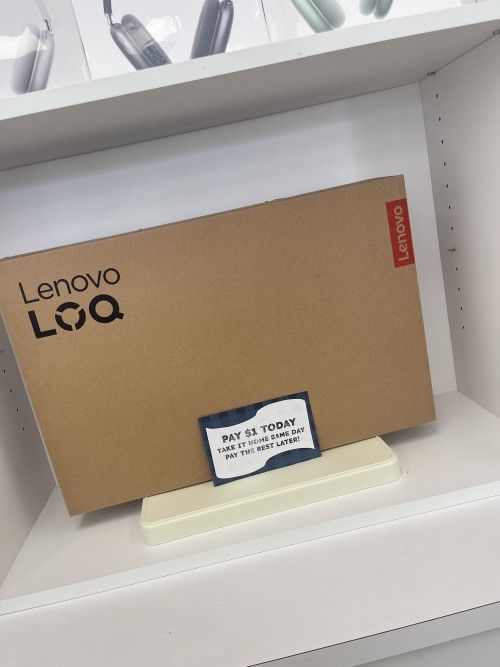 Lenovo
LOQ
Lenovo
PAY $1 TODAY
TAKE IT HOME SAME DAY
PAY THE REST LATER!